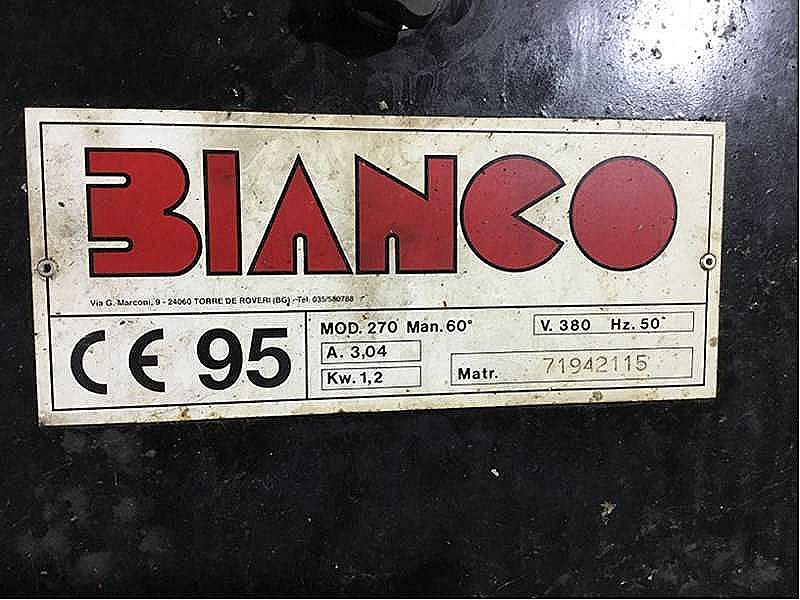 BIANCO
Via G. Marconi, 9 - 24060 TORRE DE ROVERI (BG) - Tel. 035/580788
CE 95
MOD. 270 Man. 60°
V. 380 Hz. 50
A. 3,04
Kw. 1,2
Matr. 71942115